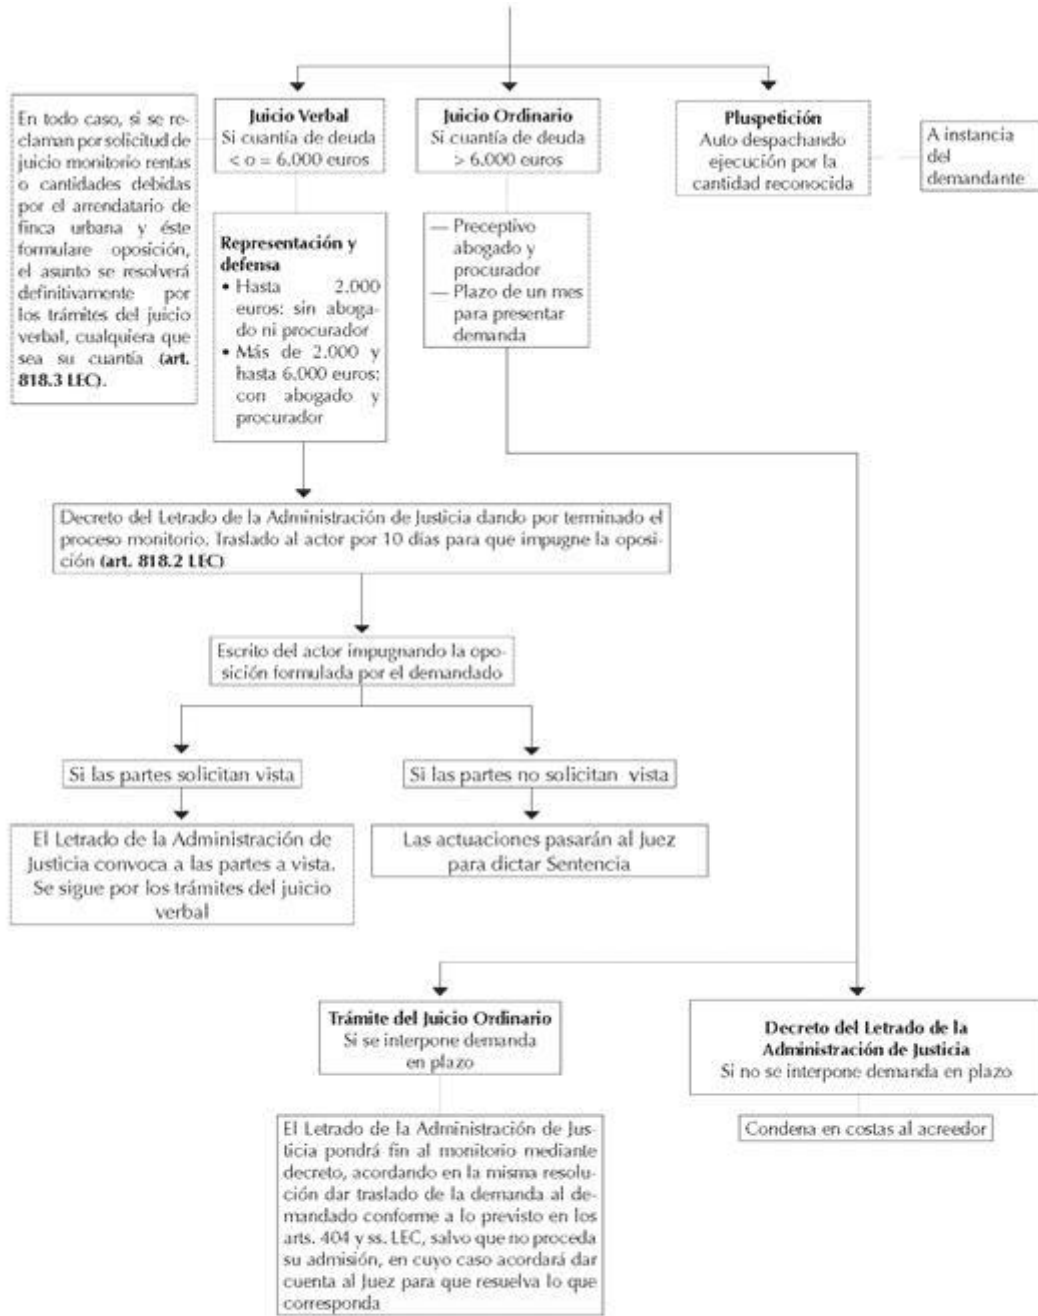 En todo caso, si se re-
claman por solicitud de
juicio monitorio rentas
o cantidades debidas
por el arrendatario de
finca urbana y éste
formulare oposición,
el asunto se resolverá
definitivamente por
los trámites del juicio
verbal, cualquiera que
sea su cuantía (art.
818.3 LEC).
Juicio Verbal
Si cuantía de deuda
< o = 6.000 euros
Representación y
defensa
• Hasta 2.000
euros: sin aboga-
do ni procurador
• Más de 2.000 y
hasta 6.000 euros:
con abogado y
procurador
Juicio Ordinario
Si cuantía de deuda
> 6.000 euros
— Preceptivo
abogado y
procurador
— Plazo de un mes
para presentar
demanda
Pluspetición
Auto despachando
ejecución por la
cantidad reconocida
A instancia
del
demandante
Decreto del Letrado de la Administración de Justicia dando por terminado el
proceso monitorio. Traslado al actor por 10 días para que impugne la oposi-
ción (art. 818.2 LEC)
Escrito del actor impugnando la opo-
sición formulada por el demandado
Si las partes solicitan vista
Si las partes no solicitan vista
El Letrado de la Administración de
Justicia convoca a las partes a vista.
Se sigue por los trámites del juicio
verbal
Las actuaciones pasarán al Juez
para dictar Sentencia
Trámite del Juicio Ordinario
Si se interpone demanda
en plazo
Decreto del Letrado de la
Administración de Justicia
Si no se interpone demanda en plazo
El Letrado de la Administración de Jus-
ticia pondrá fin al monitorio mediante
decreto, acordando en la misma resolu-
ción dar traslado de la demanda al de-
mandado conforme a lo previsto en los
arts. 404 y ss. LEC, salvo que no proceda
su admisión, en cuyo caso acordará dar
cuenta al Juez para que resuelva lo que
corresponda
Condena en costas al acreedor